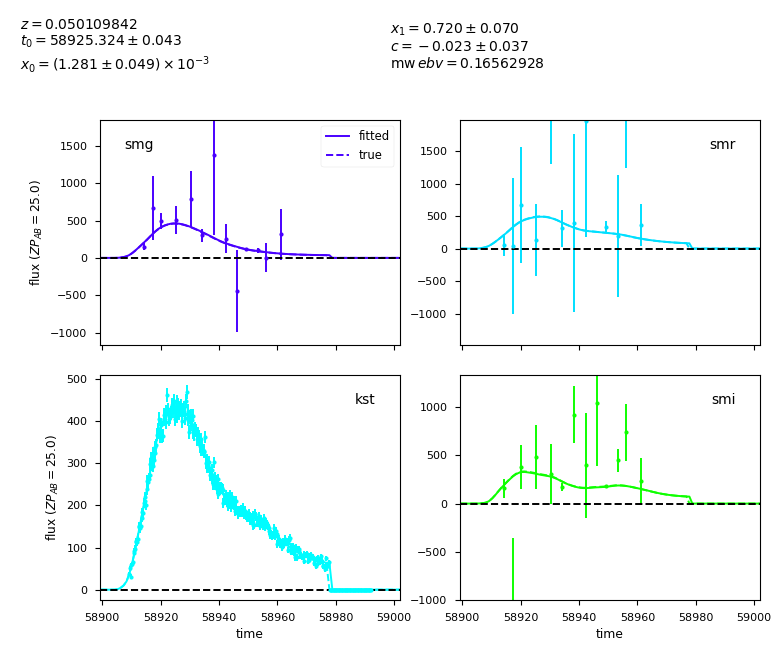 z = 0.050109842
t0 = 58925.324 ± 0.043
x0 = (1.281 ± 0.049) × 10^−3
x1 = 0.720 ± 0.070
c = −0.023 ± 0.037
mw ebv = 0.16562928
flux (ZP_AB = 25.0)
1500
1000
500
0
−500
−1000
smg
fitted
true
1500
1000
500
0
−500
−1000
smr
flux (ZP_AB = 25.0)
500
400
300
200
100
0
kst
58900 58920 58940 58960 58980 59000
time
1000
500
0
−500
−1000
smi
58900 58920 58940 58960 58980 59000
time